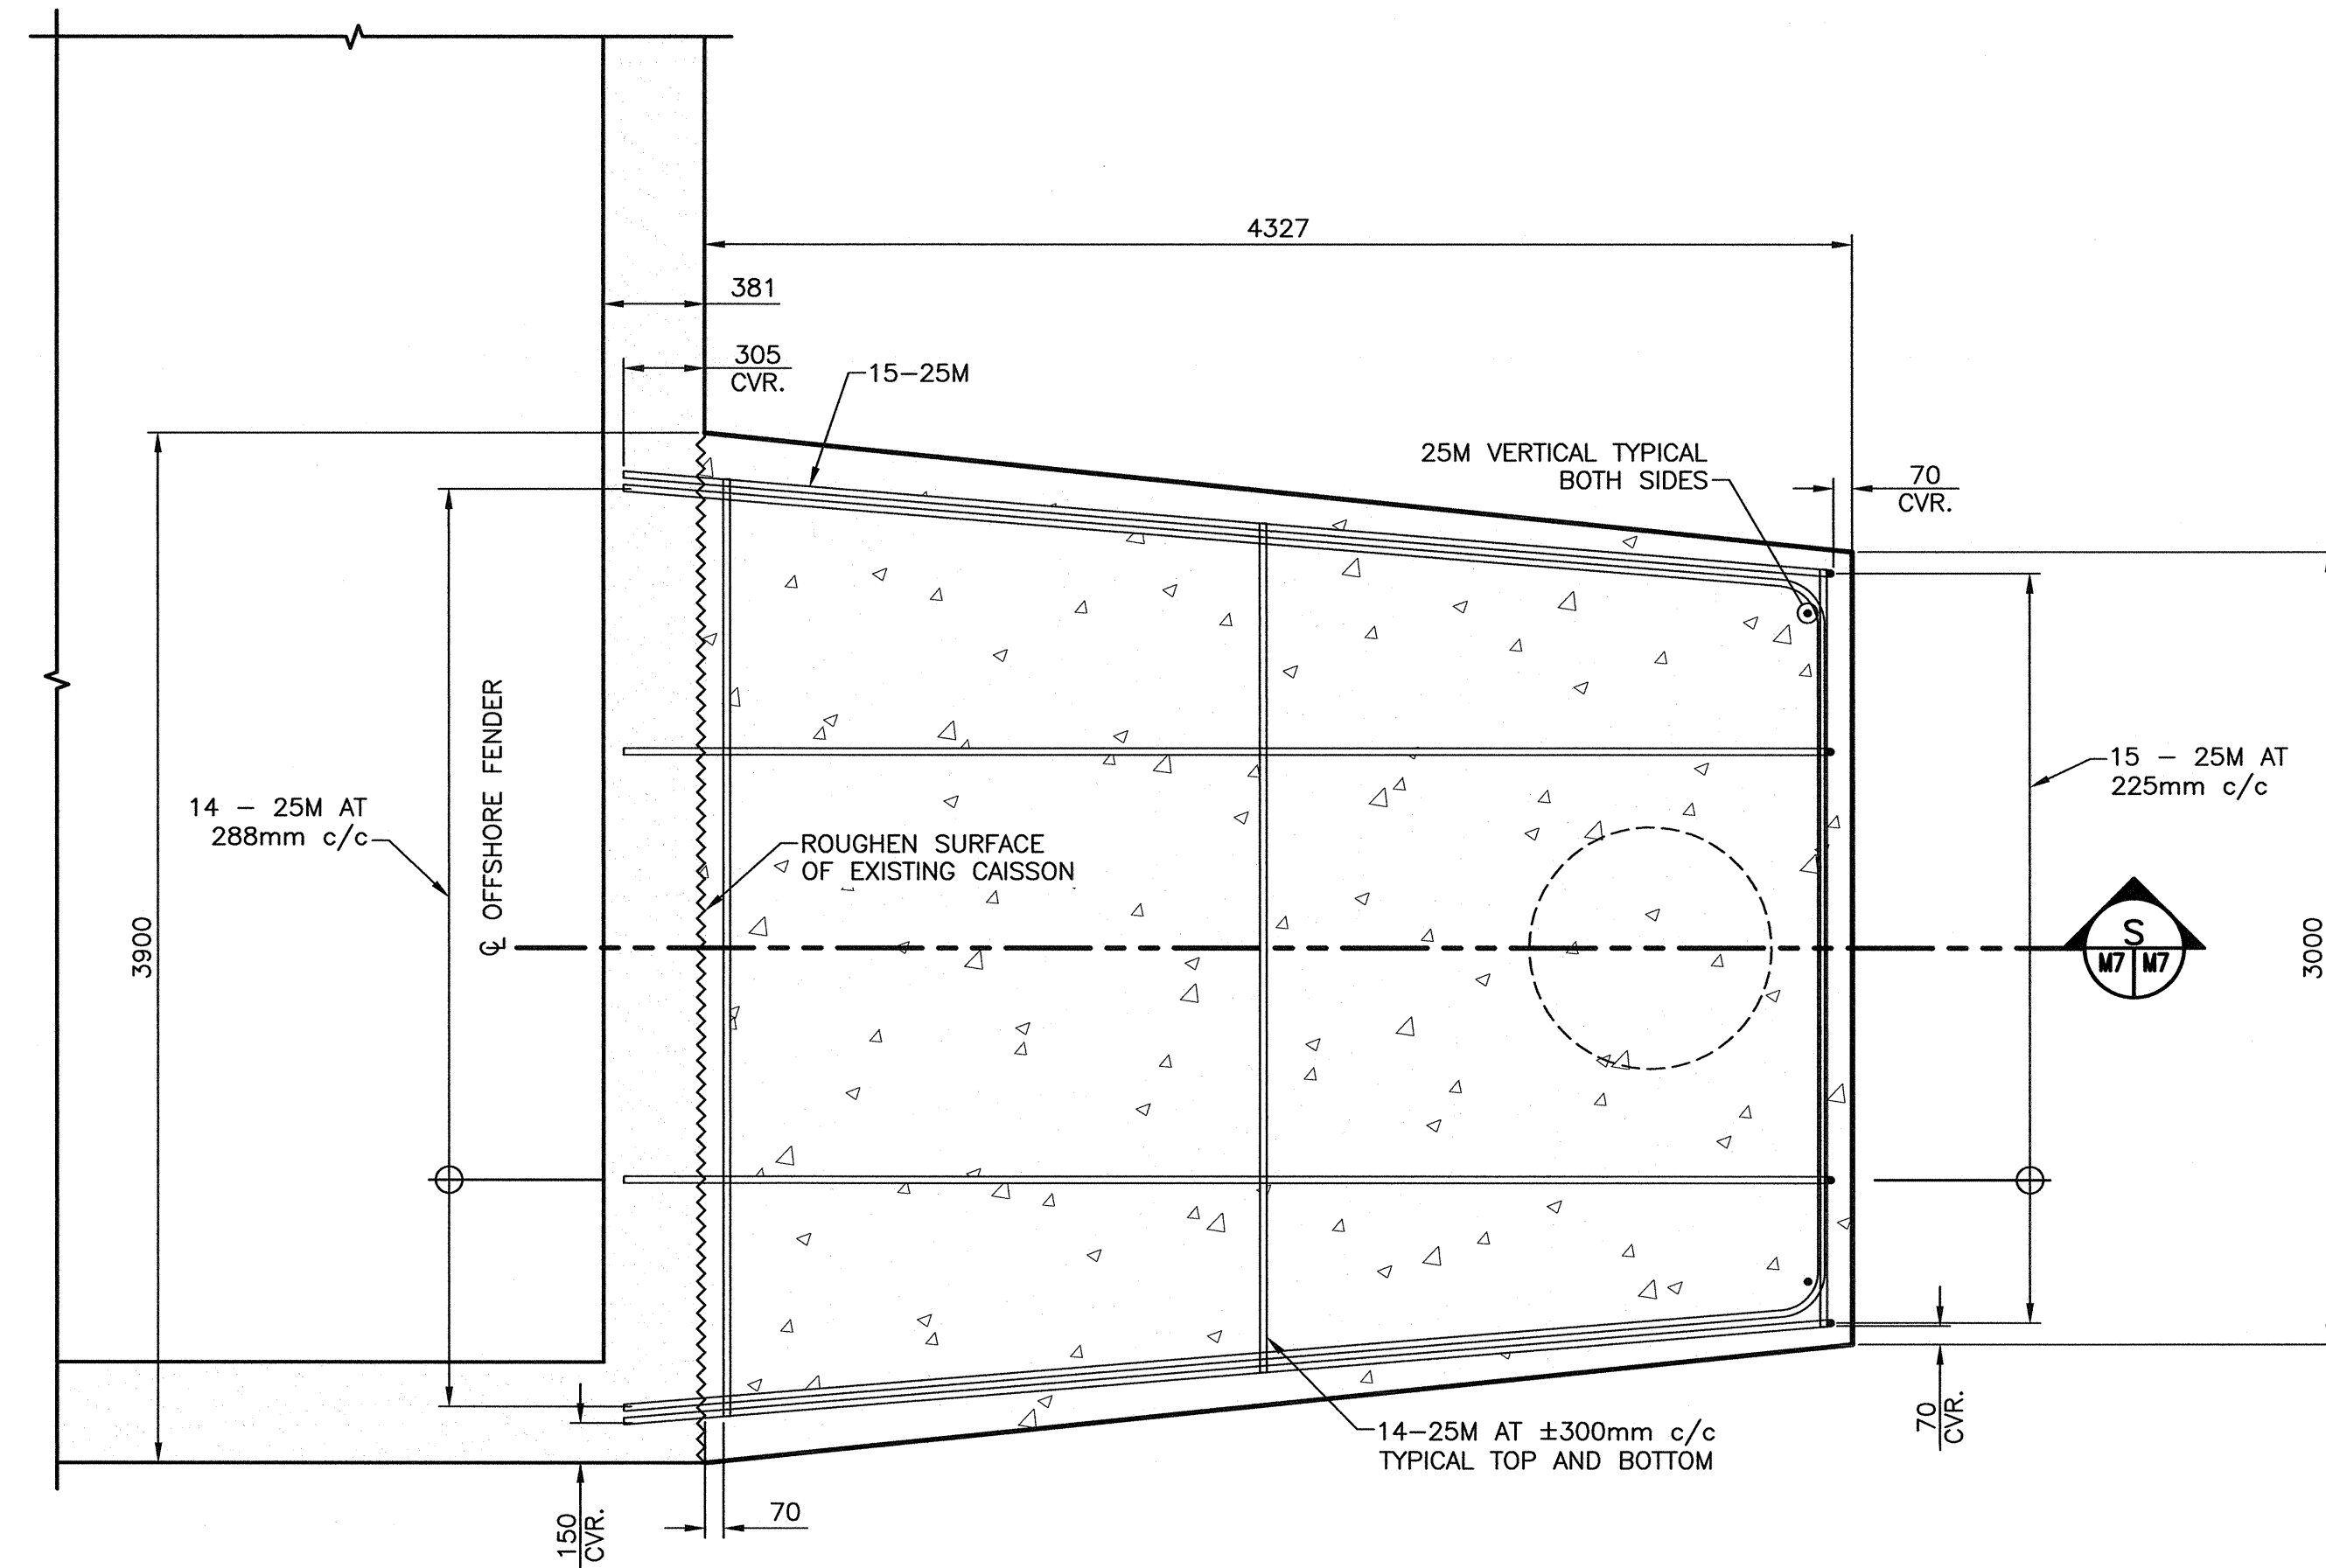 4327
381
305
CVR.
15-25M
25M VERTICAL TYPICAL
BOTH SIDES
70
CVR.
14 - 25M AT
288mm c/c
℄ OFFSHORE FENDER
ROUGHEN SURFACE
OF EXISTING CAISSON
15 - 25M AT
225mm c/c
3900
S
M7 M7
3000
14-25M AT ±300mm c/c
TYPICAL TOP AND BOTTOM
70
CVR.
150
CVR.
70